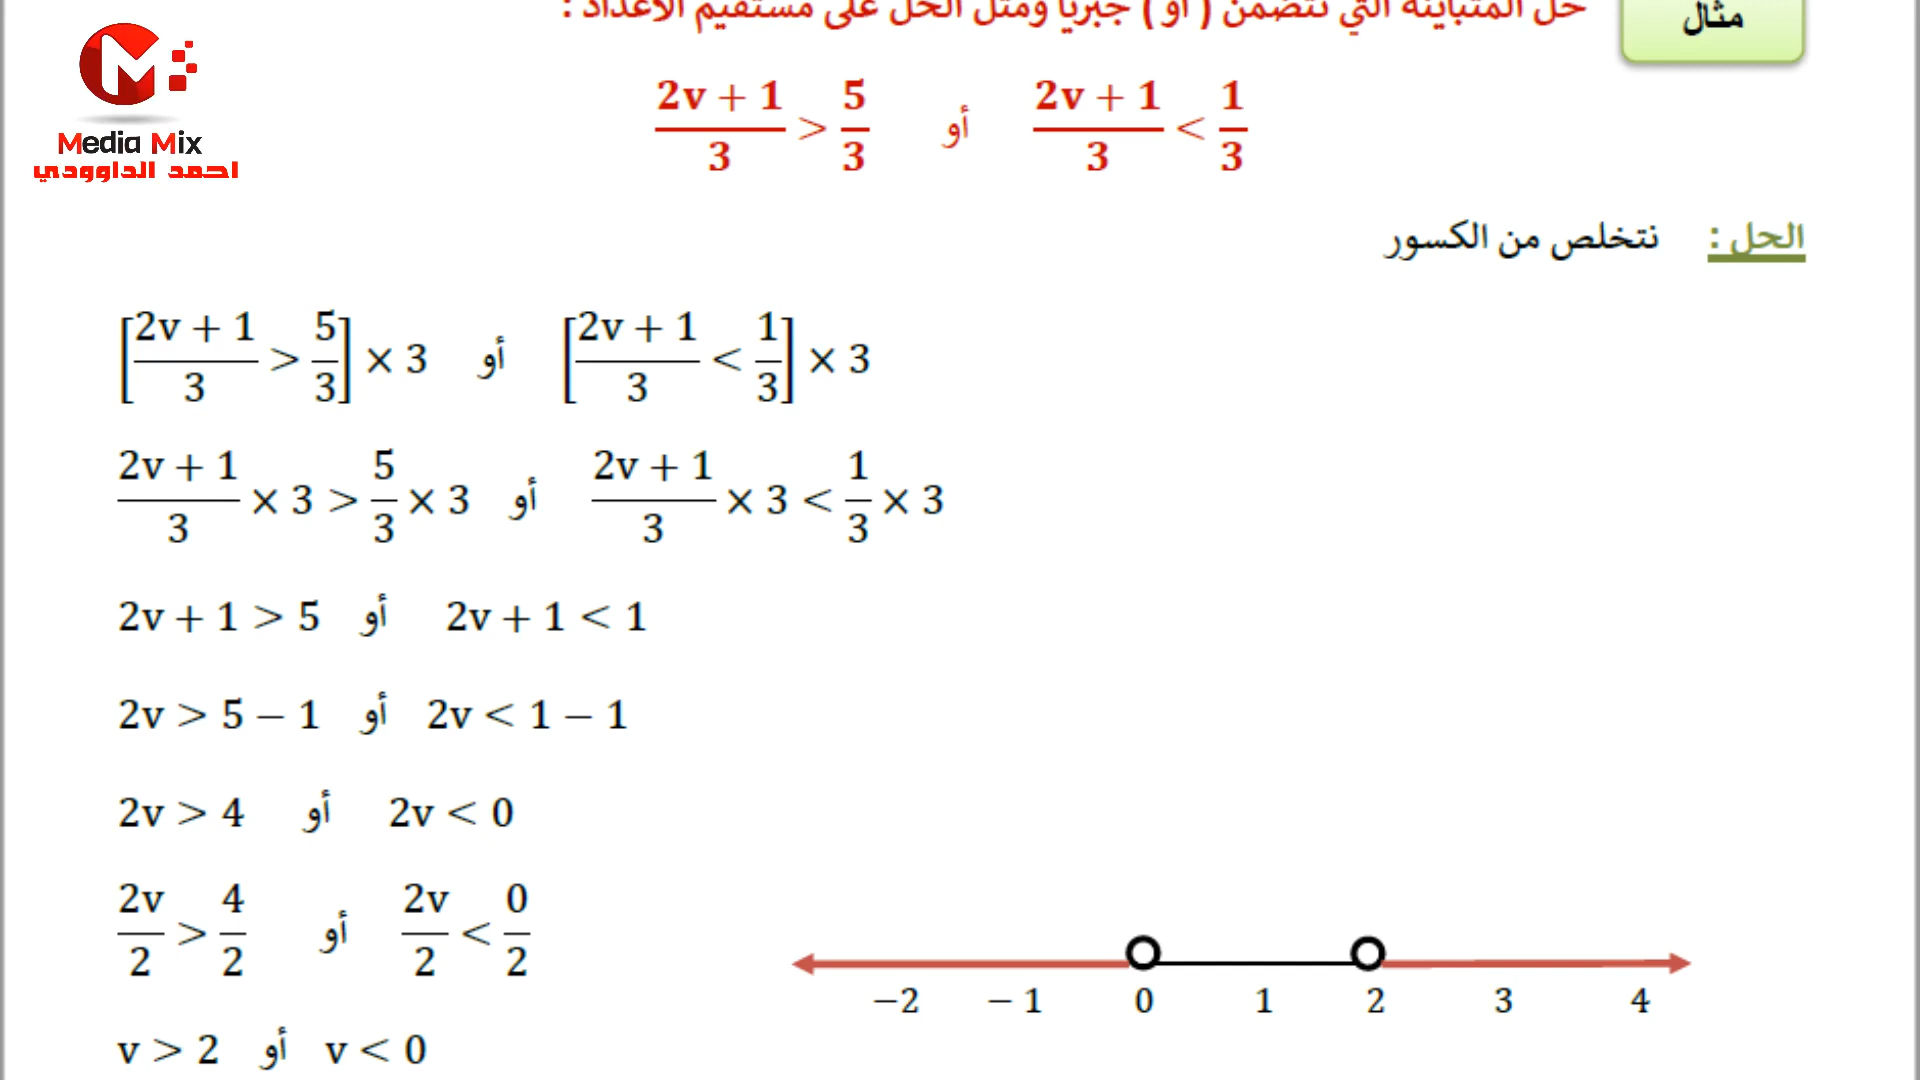 مثال
حل المتباينة التي تتضمن ( أو ) جبرياً ومثل الحل على مستقيم الأعداد :
Media Mix
احمد الداوودي
(2v + 1)/3 > 5/3 أو (2v + 1)/3 < 1/3
الحل : نتخلص من الكسور
[(2v + 1)/3 > 5/3] × 3 أو [(2v + 1)/3 < 1/3] × 3
(2v + 1)/3 × 3 > 5/3 × 3 أو (2v + 1)/3 × 3 < 1/3 × 3
2v + 1 > 5 أو 2v + 1 < 1
2v > 5 − 1 أو 2v < 1 − 1
2v > 4 أو 2v < 0
2v/2 > 4/2 أو 2v/2 < 0/2
−2 − 1 0 1 2 3 4
v > 2 أو v < 0